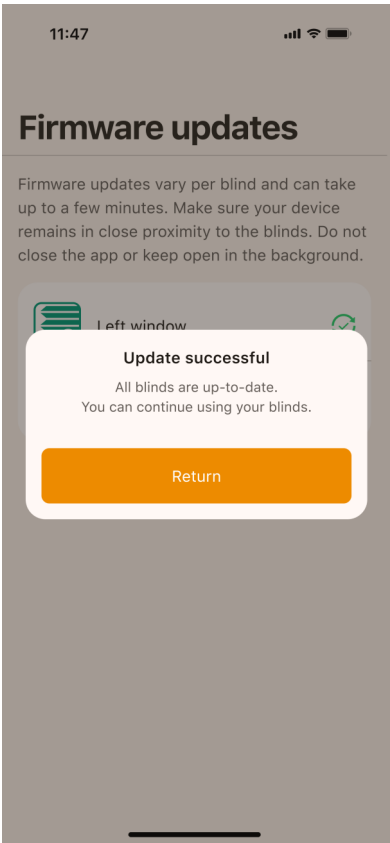 11:47
Firmware updates
Firmware updates vary per blind and can take
up to a few minutes. Make sure your device
remains in close proximity to the blinds. Do not
close the app or keep open in the background.
Left window
Update successful
All blinds are up-to-date.
You can continue using your blinds.
Return